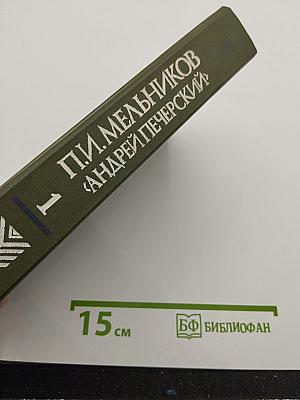 П.И. МЕЛЬНИКОВ
(АНДРЕЙ ПЕЧЕРСКИЙ)
1
15 см
БФ БИБЛИОФАН